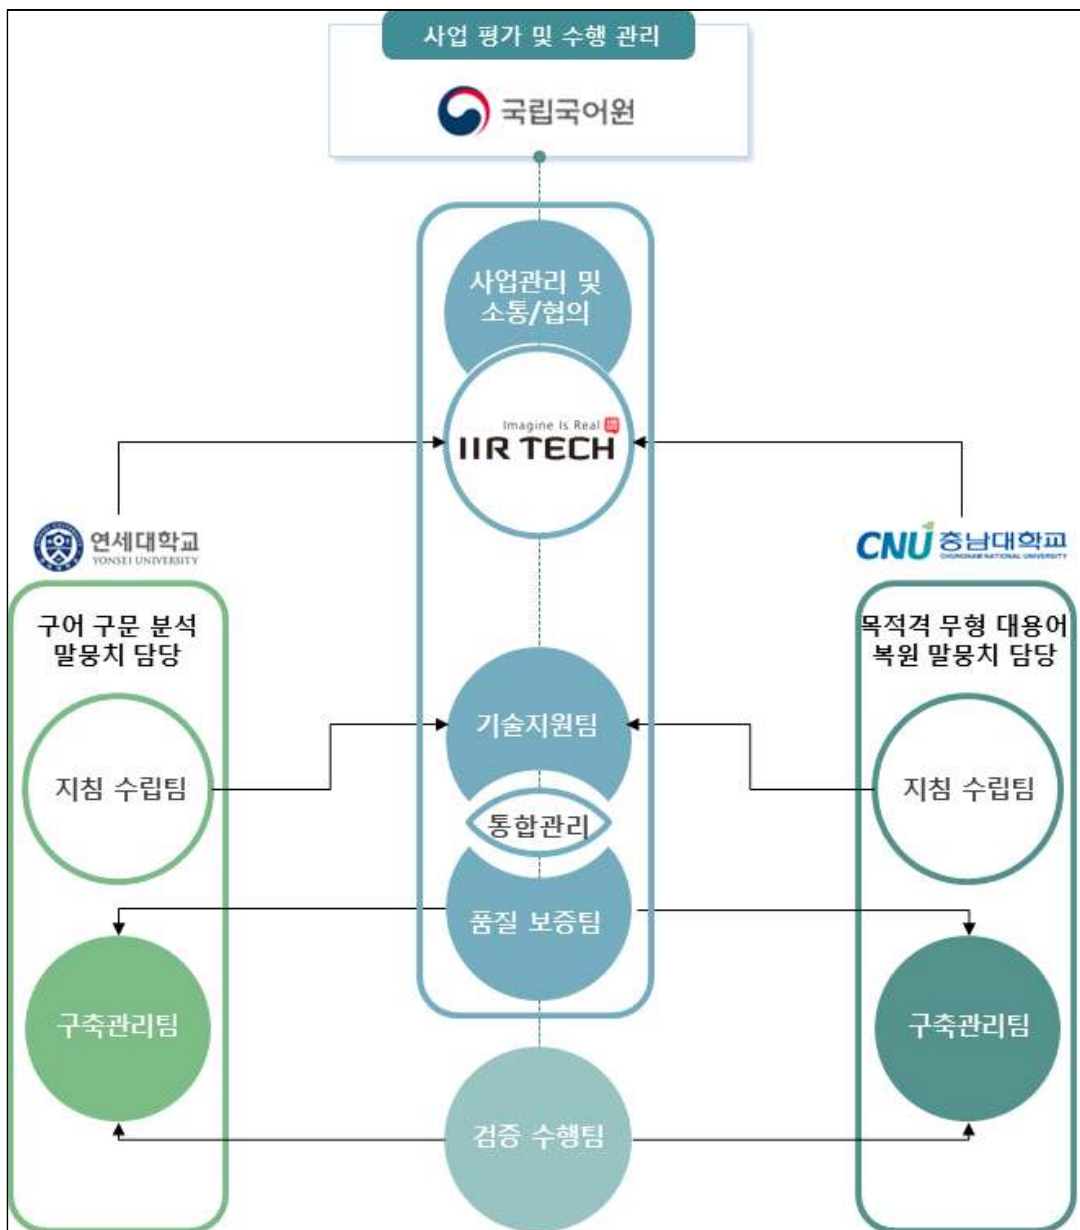 사업 평가 및 수행 관리
국립국어원
사업관리 및
소통/협의
Imagine Is Real
IIR TECH
연세대학교
YONSEI UNIVERSITY
CNU 충남대학교
CHUNGNAM NATIONAL UNIVERSITY
구어 구문 분석
말뭉치 담당
목적격 무형 대용어
복원 말뭉치 담당
기술지원팀
지침 수립팀
지침 수립팀
통합관리
품질 보증팀
구축관리팀
구축관리팀
검증 수행팀